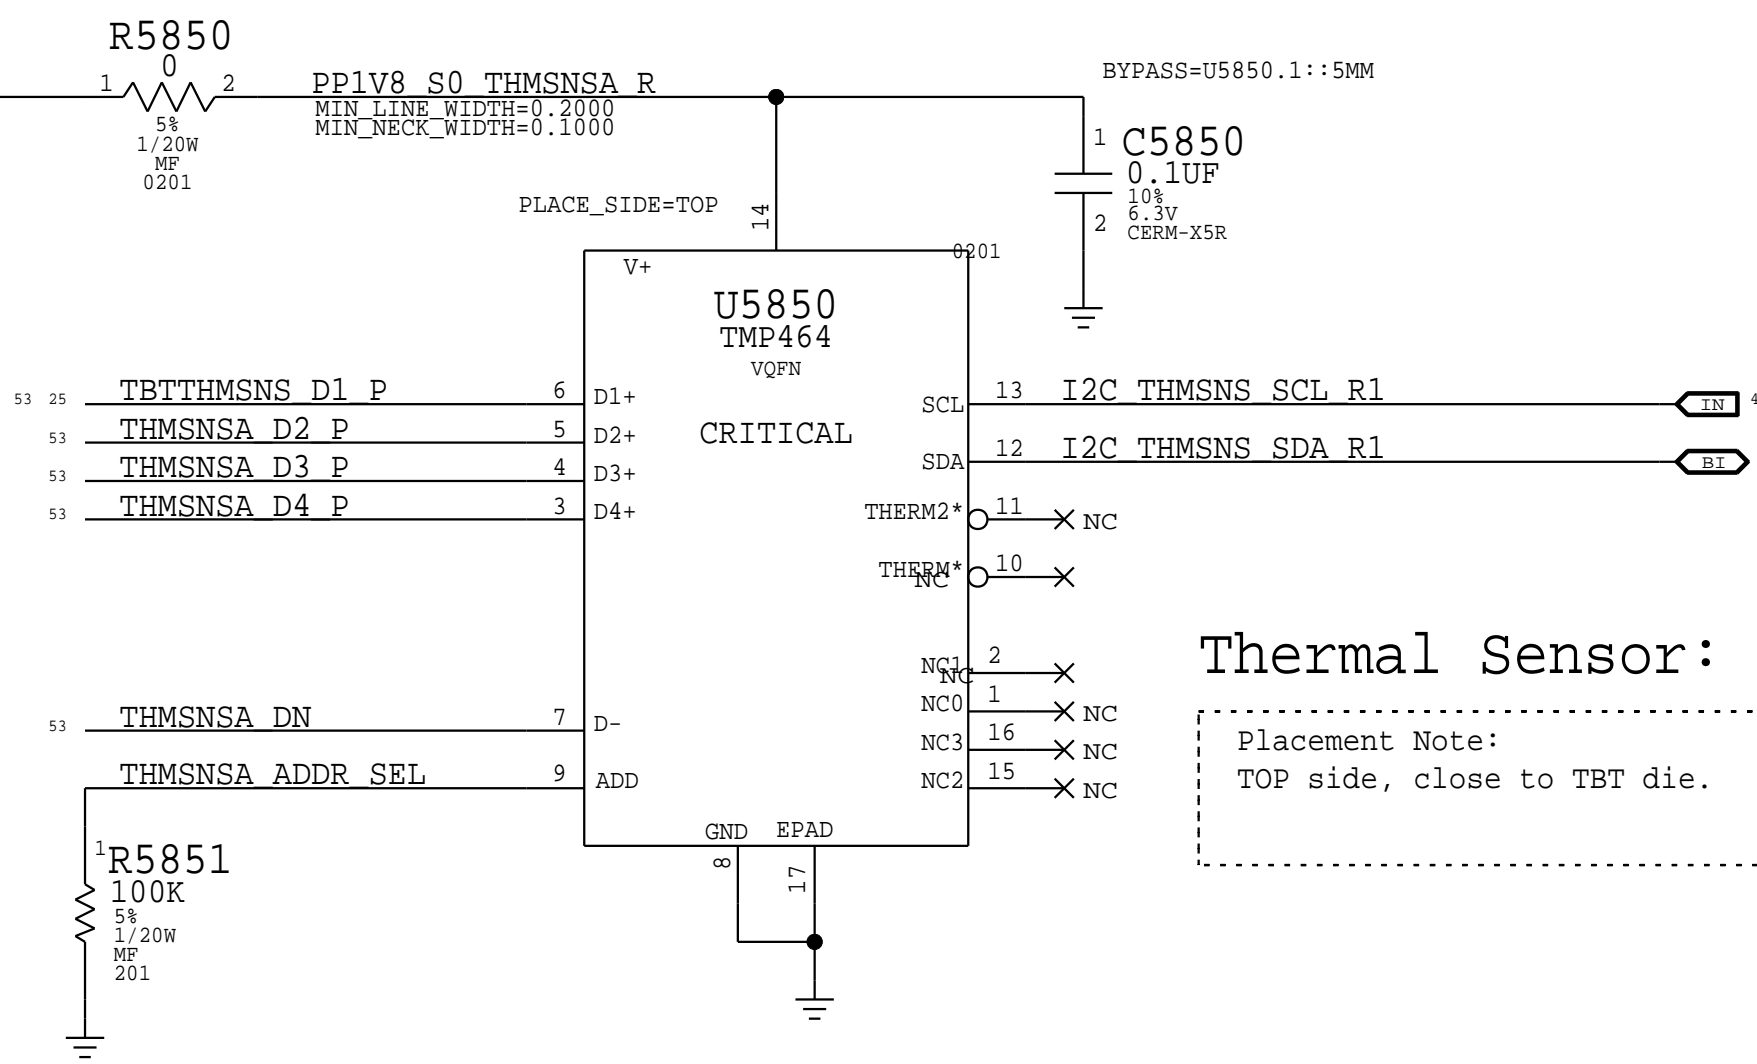 R5850
0
1
2
5%
1/20W
MF
0201
PP1V8_S0_THMSNSA_R
MIN_LINE_WIDTH=0.2000
MIN_NECK_WIDTH=0.1000
BYPASS=U5850.1::5MM
1
C5850
0.1UF
10%
6.3V
CERM-X5R
2
0201
PLACE_SIDE=TOP
14
V+
U5850
TMP464
VQFN
CRITICAL
53 25
TBTTHMSNS_D1_P
6
D1+
53
THMSNSA_D2_P
5
D2+
53
THMSNSA_D3_P
4
D3+
53
THMSNSA_D4_P
3
D4+
53
THMSNSA_DN
7
D-
THMSNSA_ADDR_SEL
9
ADD
SCL
13
I2C_THMSNS_SCL_R1
IN
4
SDA
12
I2C_THMSNS_SDA_R1
BI
THERM2*
11
NC
THERM*
10
NC
NC1
2
NC
NC0
1
NC
NC3
16
NC
NC2
15
NC
GND
EPAD
8
17
1
R5851
100K
5%
1/20W
MF
201
Thermal Sensor:
Placement Note:
TOP side, close to TBT die.